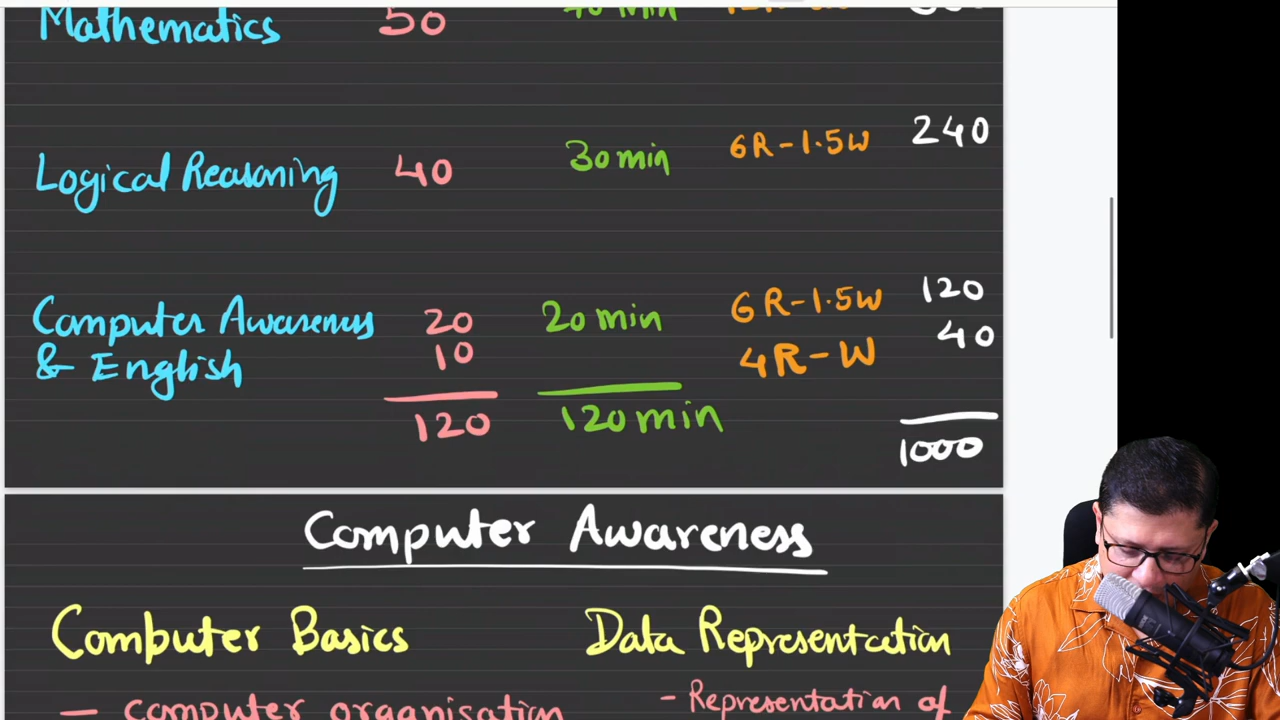 Mathematics 50
Logical Reasoning 40 30 min 6R-1.5W 240
Computer Awareness 20 20 min 6R-1.5W 120
& English 10 4R-W 40
120 120 min 1000
Computer Awareness
Computer Basics Data Representation
- computer organisation - Representation of